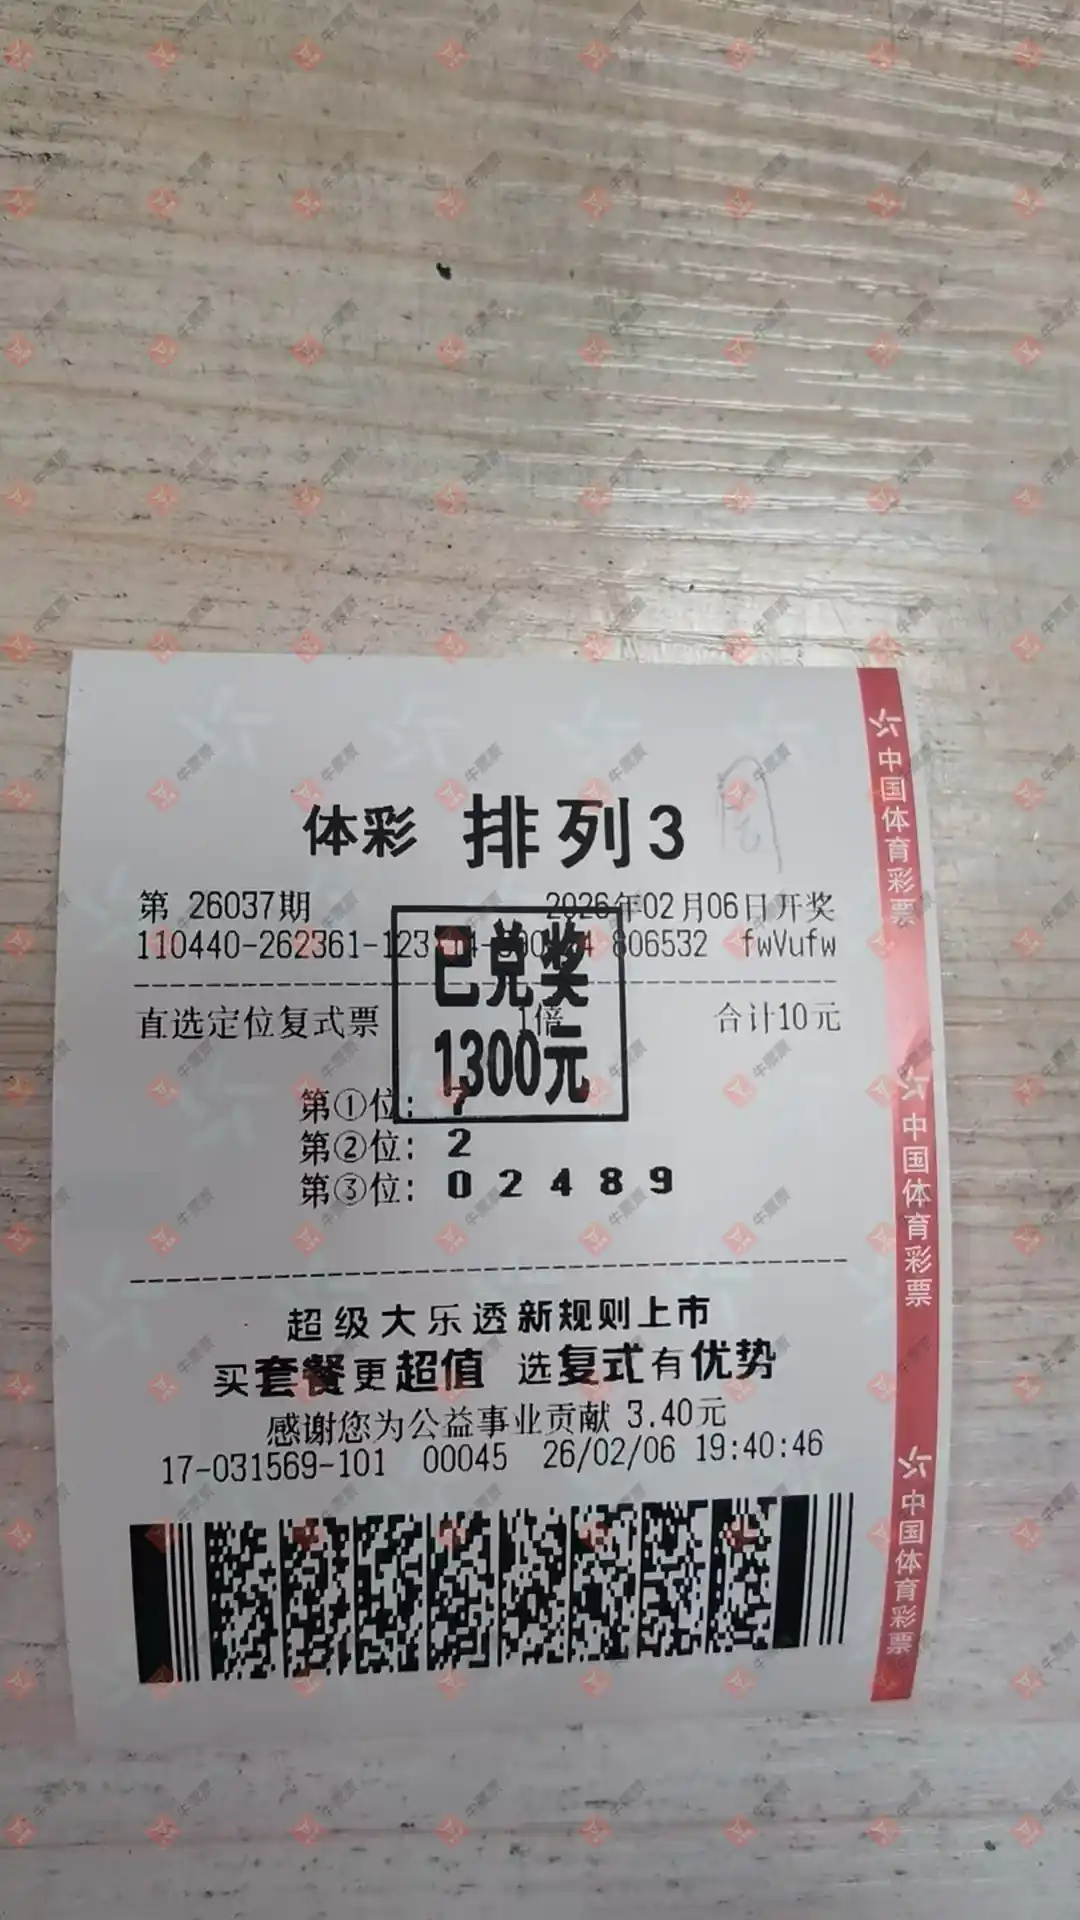 体彩 排列3
第 26037期 2026年02月06日开奖
110440-262361-123 806532 fwVufw
已兑奖
1300元
直选定位复式票 1倍 合计10元
第①位: 7
第②位: 2
第③位: 0 2 4 8 9
超级大乐透新规则上市
买套餐更超值 选复式有优势
感谢您为公益事业贡献 3.40元
17-031569-101 00045 26/02/06 19:40:46
中国体育彩票
中国体育彩票
中国体育彩票
牛票票